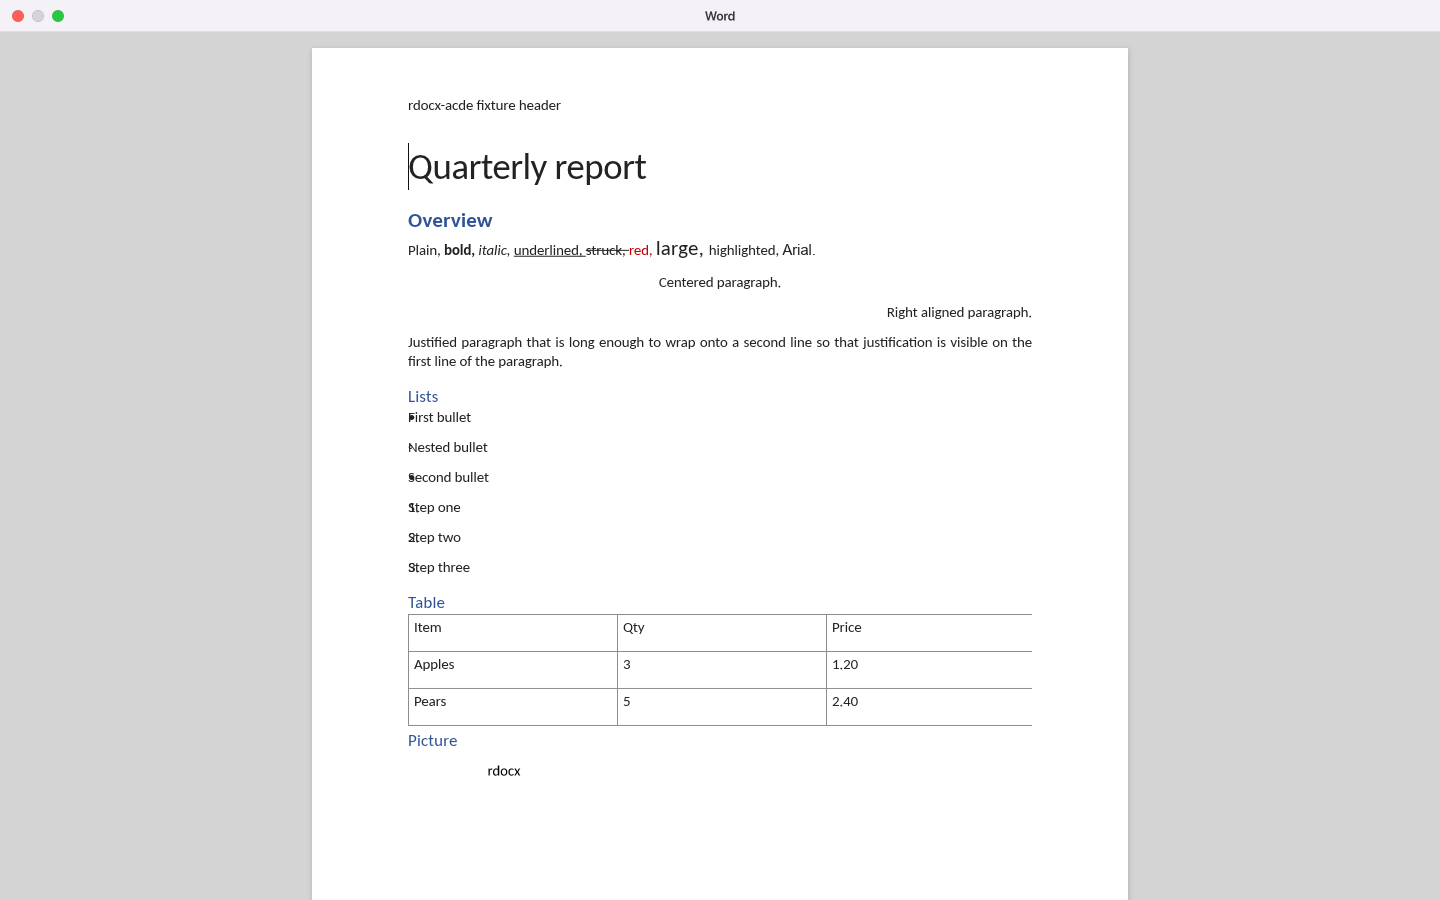 Word
rdocx-acde fixture header
Quarterly report
Overview
Plain, bold, italic, underlined, struck, red, large, highlighted, Arial.
Centered paragraph.
Right aligned paragraph.
Justified paragraph that is long enough to wrap onto a second line so that justification is visible on the
first line of the paragraph.
Lists
• First bullet
Nested bullet
• Second bullet
1. Step one
2. Step two
3. Step three
Table
Item Qty Price
Apples 3 1,20
Pears 5 2,40
Picture
rdocx